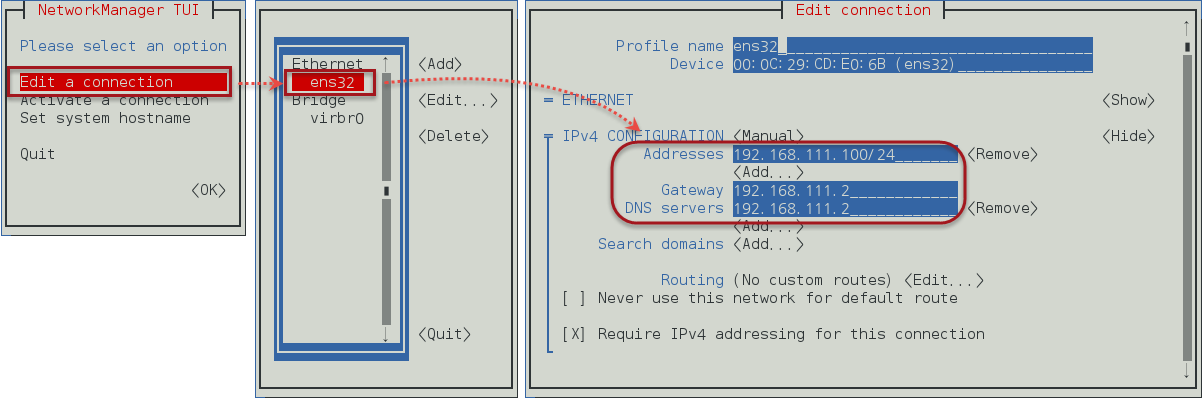 NetworkManager TUI
Please select an option
Edit a connection
Activate a connection
Set system hostname
Quit
<OK>
Ethernet
ens32
Bridge
virbr0
<Add>
<Edit...>
<Delete>
<Quit>
Edit connection
Profile name ens32
Device 00:0C:29:CD:E0:6B (ens32)
= ETHERNET <Show>
= IPv4 CONFIGURATION <Manual> <Hide>
Addresses 192.168.111.100/24 <Remove>
<Add...>
Gateway 192.168.111.2
DNS servers 192.168.111.2 <Remove>
<Add...>
Search domains <Add...>
Routing (No custom routes) <Edit...>
[ ] Never use this network for default route
[X] Require IPv4 addressing for this connection